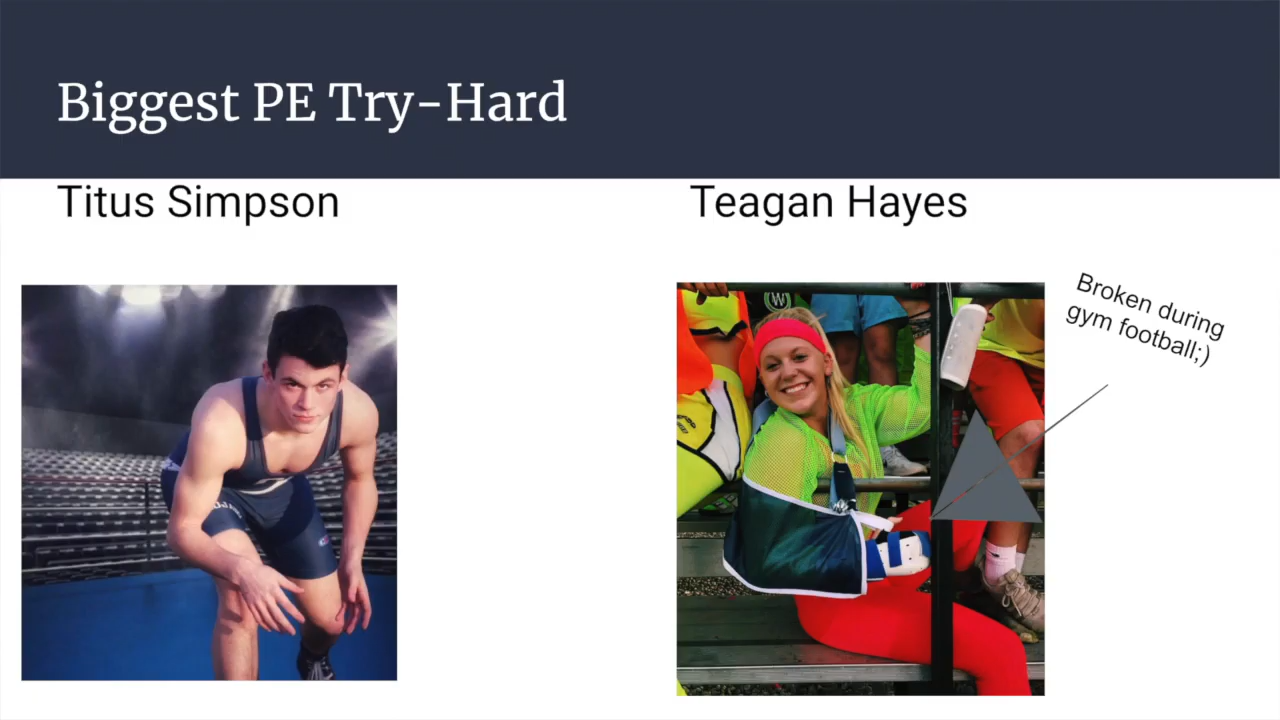 Biggest PE Try-Hard
Titus Simpson
Teagan Hayes
Broken during
gym football;)
W